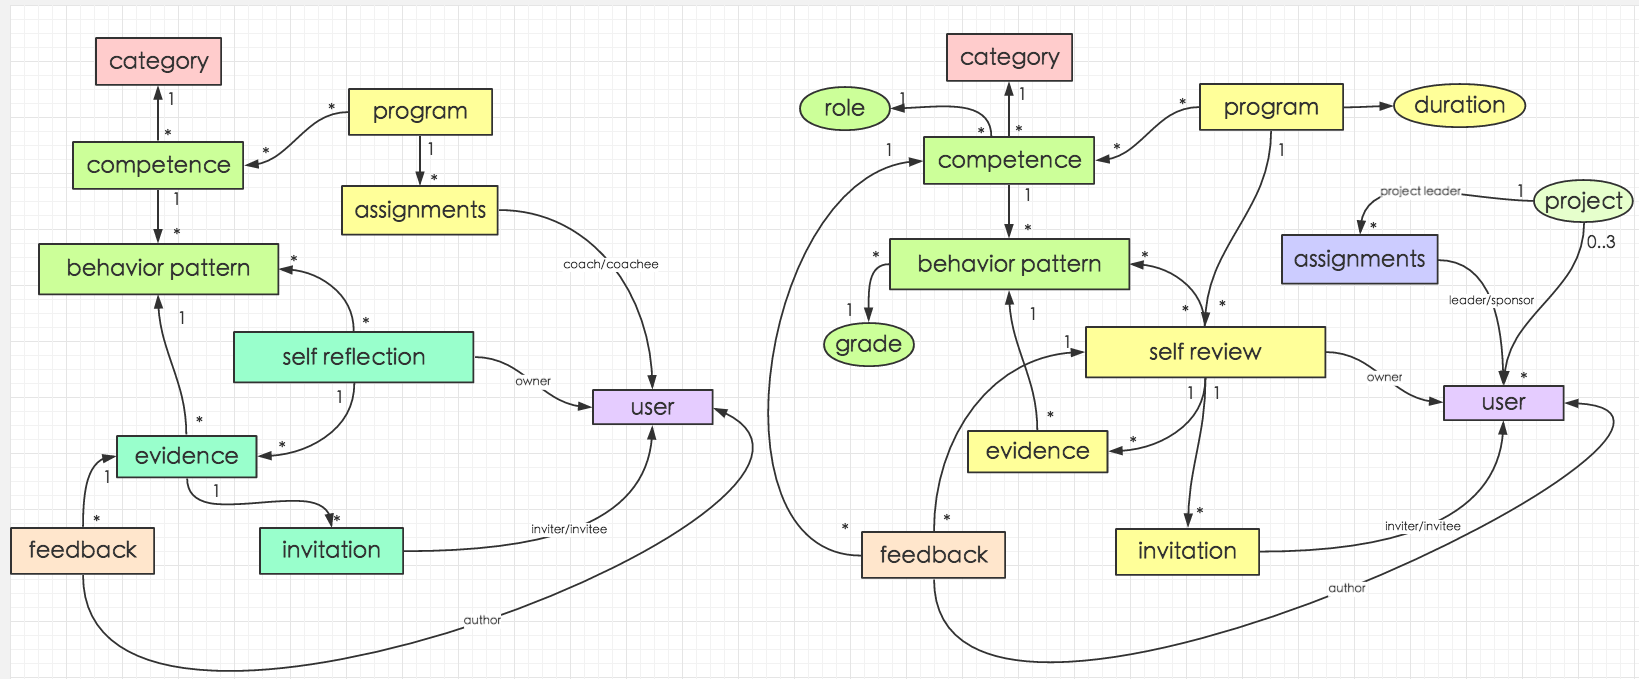 category
1
*
program
*
*
competence
1
*
1
*
assignments
behavior pattern
*
coach/coachee
1
*
self reflection
owner
1
user
*
*
evidence
1
1
*
*
inviter/invitee
feedback
invitation
author
category
role
1
1
*
*
program
duration
*
*
1
1
competence
1
*
project leader
1
project
*
0..3
assignments
behavior pattern
*
*
leader/sponsor
1
grade
1
*
*
1
self review
owner
1
1
*
user
*
*
evidence
*
*
*
inviter/invitee
feedback
invitation
author